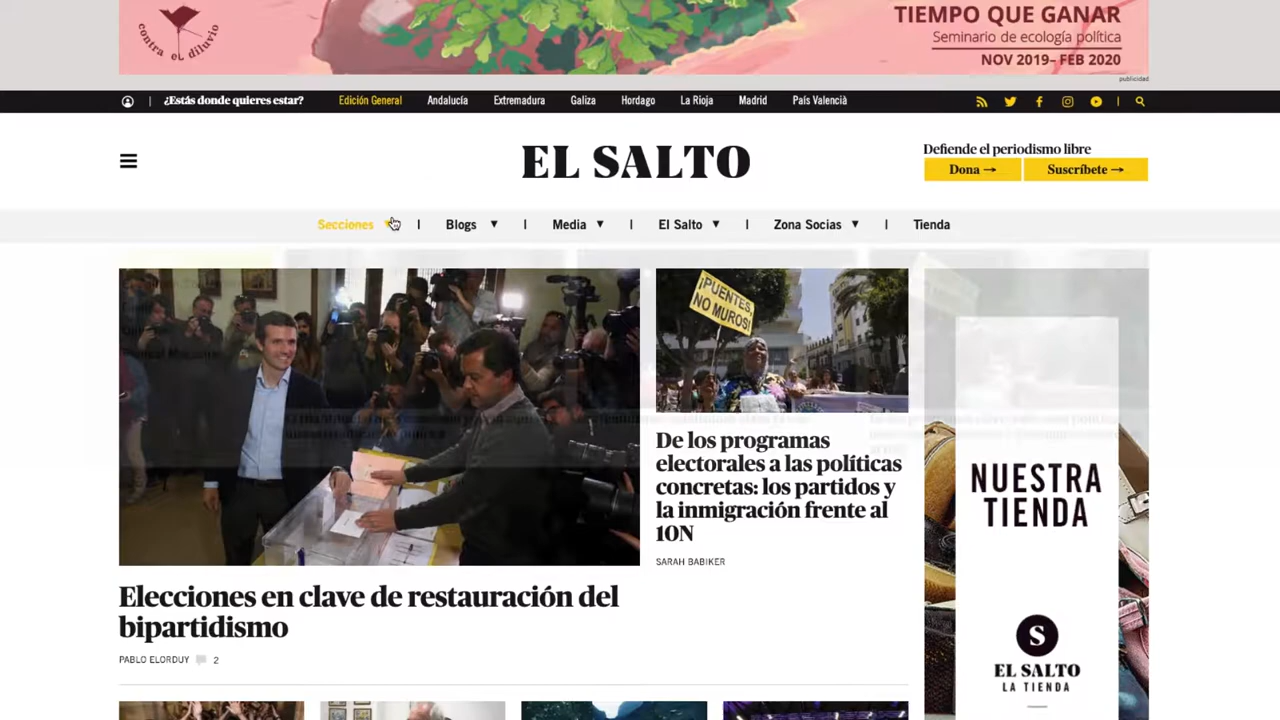 contra el diluvio
TIEMPO QUE GANAR
Seminario de ecología política
NOV 2019– FEB 2020
publicidad
¿Estás donde quieres estar? Edición General Andalucía Extremadura Galiza Hordago La Rioja Madrid País Valencià
EL SALTO
Defiende el periodismo libre
Dona → Suscríbete →
Secciones ▼ | Blogs ▼ | Media ▼ | El Salto ▼ | Zona Socias ▼ | Tienda
¡PUENTES,
NO MUROS!
De los programas
electorales a las políticas
concretas: los partidos y
la inmigración frente al
10N
SARAH BABIKER
Elecciones en clave de restauración del
bipartidismo
PABLO ELORDUY 2
NUESTRA
TIENDA
S
EL SALTO
LA TIENDA